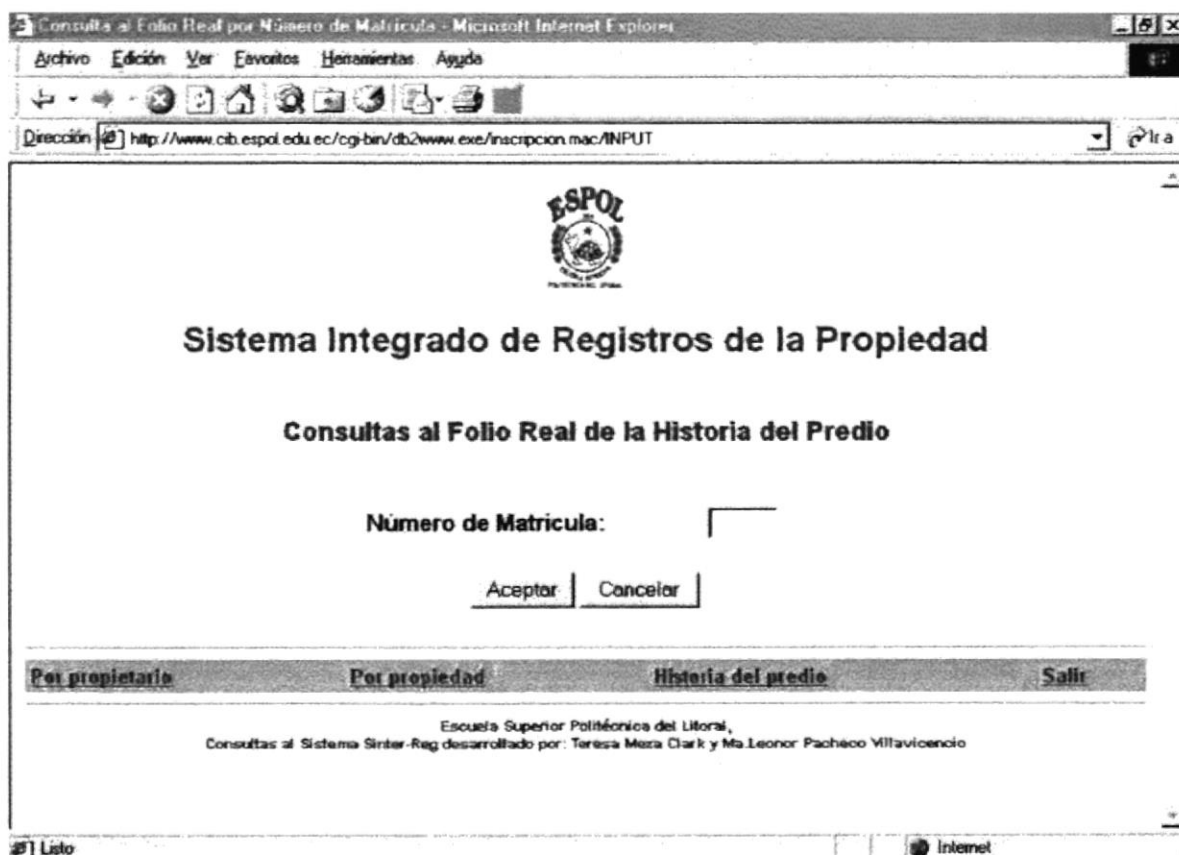 Consulta al Folio Real por Número de Matricula - Microsoft Internet Explorer
Archivo Edición Ver Favoritos Herramientas Ayuda
Dirección http://www.cib.espol.edu.ec/cgi-bin/db2www.exe/inscripcion.mac/INPUT Ir a
ESPOL
Sistema Integrado de Registros de la Propiedad
Consultas al Folio Real de la Historia del Predio
Número de Matricula:
Aceptar Cancelar
Por propietario Por propiedad Historia del predio Salir
Escuela Superior Politécnica del Litoral,
Consultas al Sistema Sinter-Reg desarrollado por: Teresa Meza Clark y Ma.Leonor Pacheco Villavicencio
Listo Internet